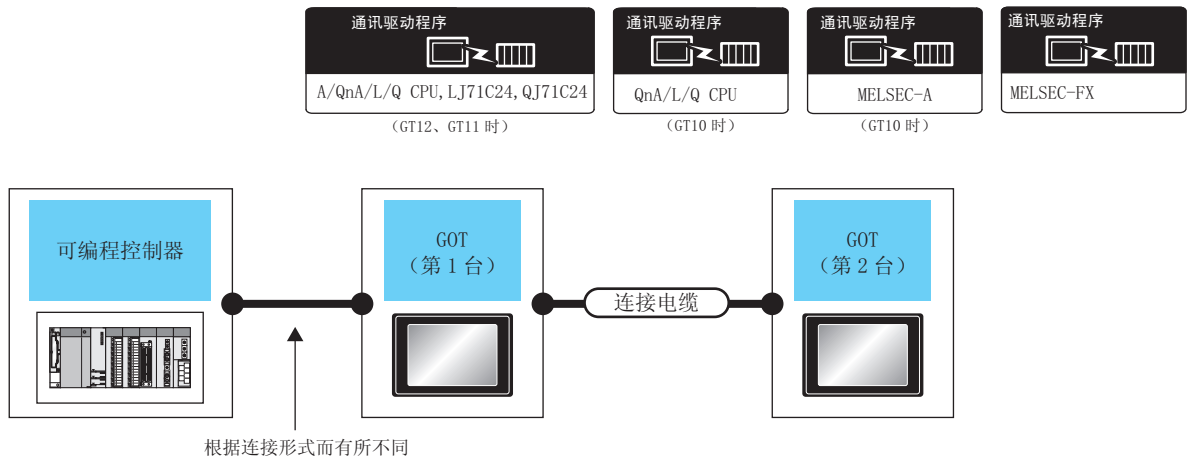 通讯驱动程序
A/QnA/L/Q CPU,LJ71C24,QJ71C24
(GT12、GT11 时)
通讯驱动程序
QnA/L/Q CPU
(GT10 时)
通讯驱动程序
MELSEC-A
(GT10 时)
通讯驱动程序
MELSEC-FX
可编程控制器
GOT
(第 1 台)
连接电缆
GOT
(第 2 台)
根据连接形式而有所不同